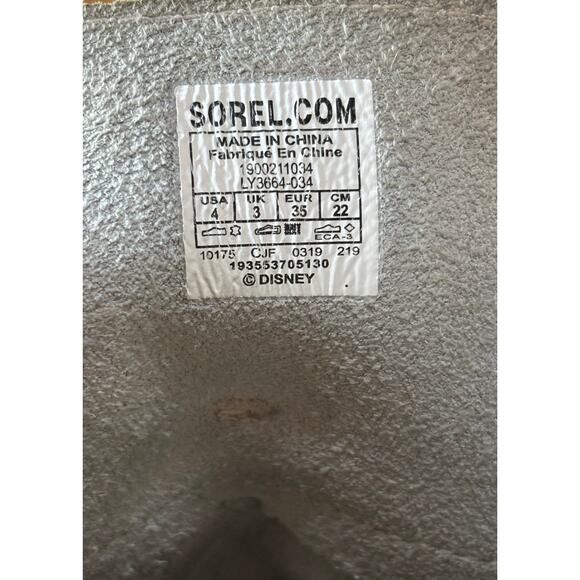 SOREL.COM
MADE IN CHINA
Fabriqué En Chine
1900211034
LY3664-034
USA UK EUR CM
4 3 35 22
ECA-3
10175 CJF 0319 219
193553705130
© DISNEY